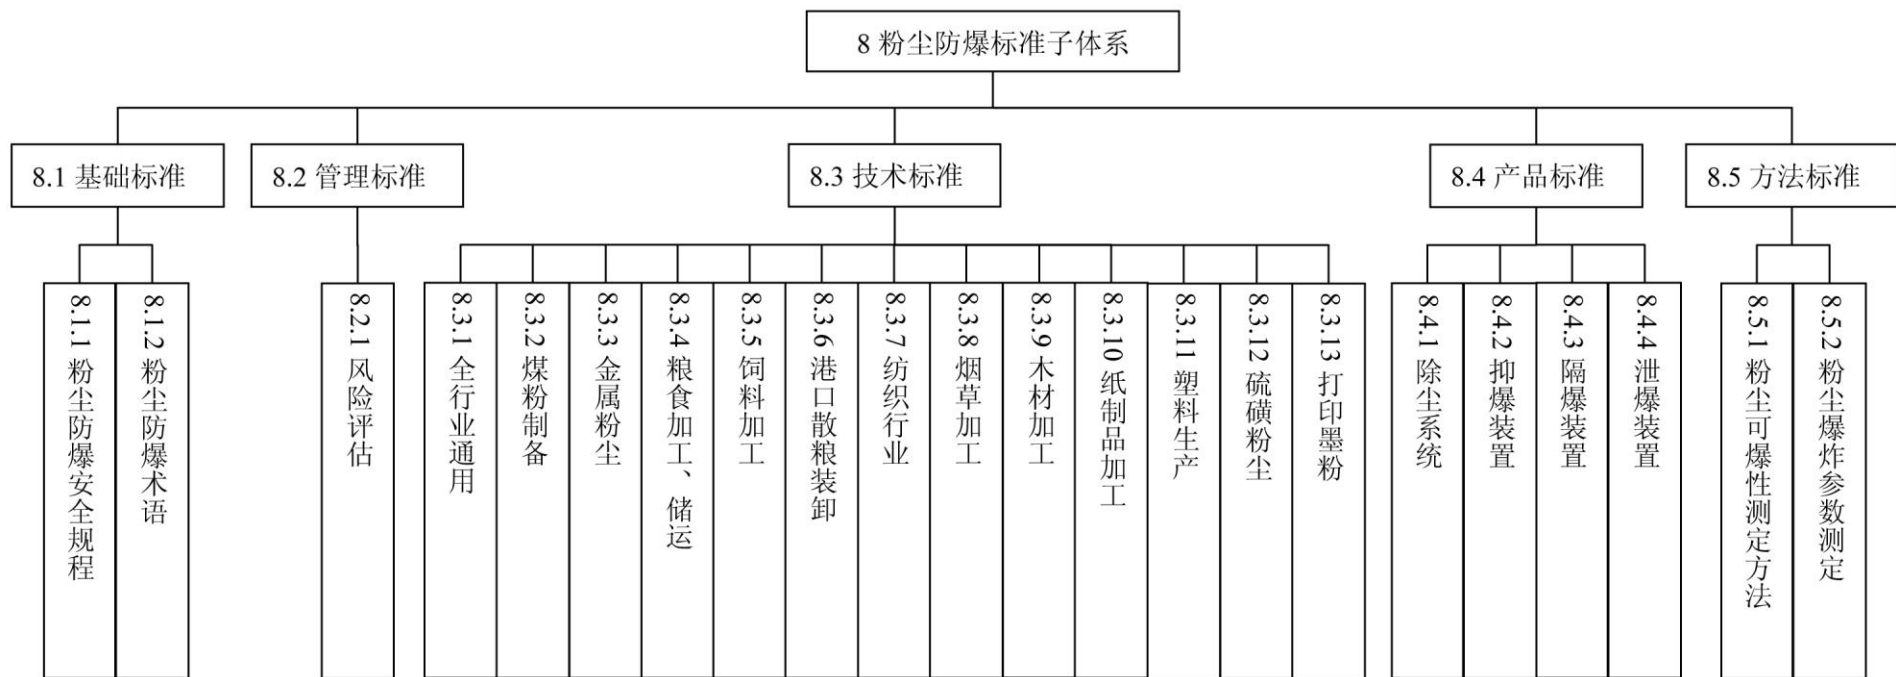 8 粉尘防爆标准子体系
8.1 基础标准
8.2 管理标准
8.3 技术标准
8.4 产品标准
8.5 方法标准
8.1.1 粉尘防爆安全规程
8.1.2 粉尘防爆术语
8.2.1 风险评估
8.3.1 全行业通用
8.3.2 煤粉制备
8.3.3 金属粉尘
8.3.4 粮食加工、储运
8.3.5 饲料加工
8.3.6 港口散粮装卸
8.3.7 纺织行业
8.3.8 烟草加工
8.3.9 木材加工
8.3.10 纸制品加工
8.3.11 塑料生产
8.3.12 硫磺粉尘
8.3.13 打印墨粉
8.4.1 除尘系统
8.4.2 抑爆装置
8.4.3 隔爆装置
8.4.4 泄爆装置
8.5.1 粉尘可爆性测定方法
8.5.2 粉尘爆炸参数测定